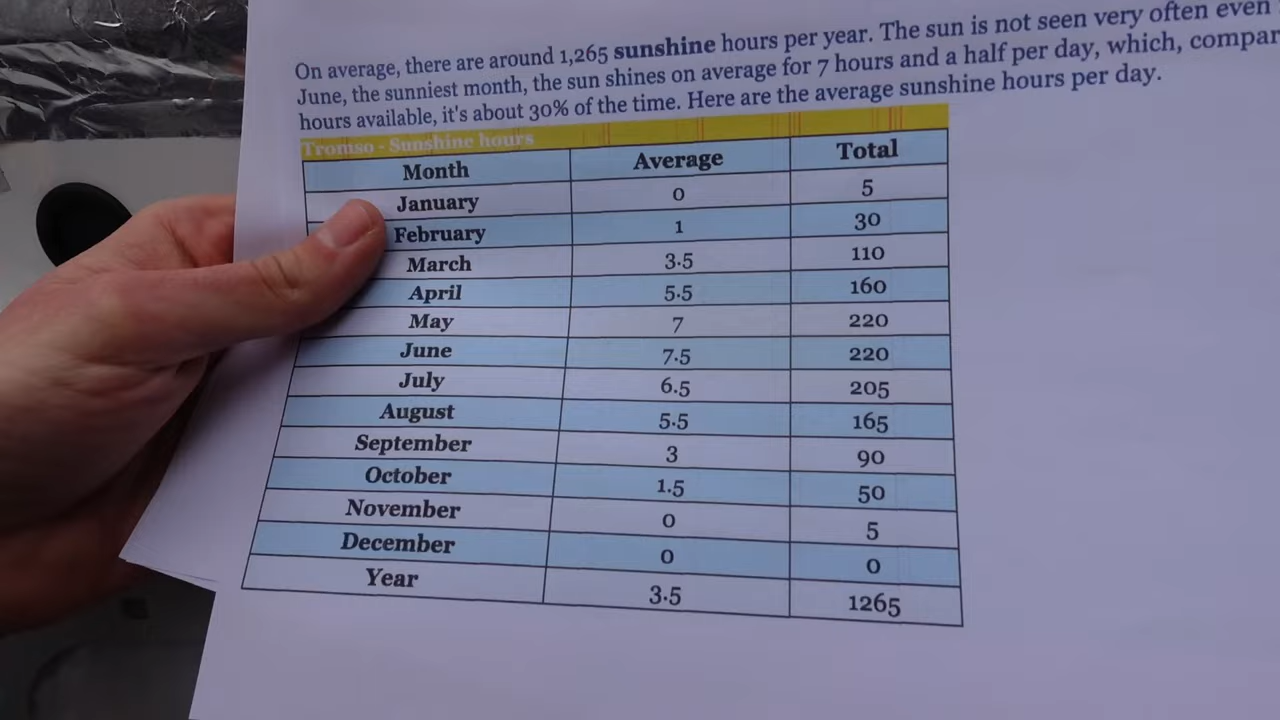 On average, there are around 1,265 sunshine hours per year. The sun is not seen very often even
June, the sunniest month, the sun shines on average for 7 hours and a half per day, which, compar
hours available, it's about 30% of the time. Here are the average sunshine hours per day.
Tromso - Sunshine hours
Month Average Total
January 0 5
February 1 30
March 3.5 110
April 5.5 160
May 7 220
June 7.5 220
July 6.5 205
August 5.5 165
September 3 90
October 1.5 50
November 0 5
December 0 0
Year 3.5 1265